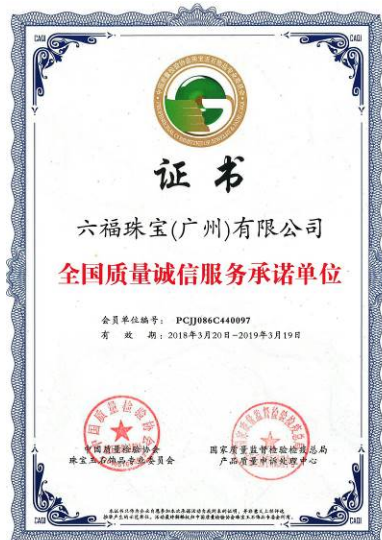 CAQI
CAQI
证书
六福珠宝(广州)有限公司
全国质量诚信服务承诺单位
会员单位编号： PCJJ086C440097
有 效 期：2018年3月20日-2019年3月19日
中国质量检验协会
珠宝玉石饰品专业委员会
国家质量监督检验检疫总局
产品质量申诉处理中心
CAQI
CAQI